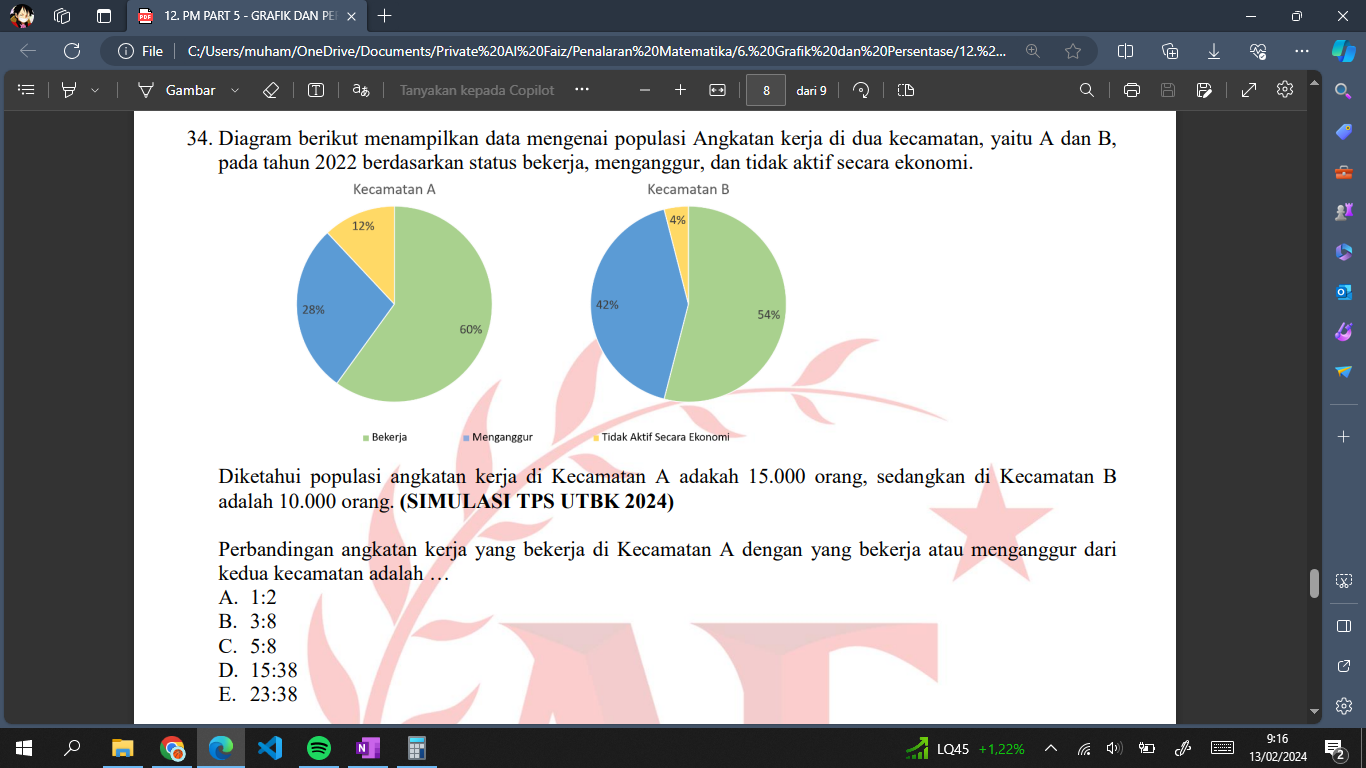 12. PM PART 5 - GRAFIK DAN PE
File
C:/Users/muham/OneDrive/Documents/Private%20Al%20Faiz/Penalaran%20Matematika/6.%20Grafik%20dan%20Persentase/12.%2...
Gambar
Tanyakan kepada Copilot
8
dari 9
34. Diagram berikut menampilkan data mengenai populasi Angkatan kerja di dua kecamatan, yaitu A dan B,
pada tahun 2022 berdasarkan status bekerja, menganggur, dan tidak aktif secara ekonomi.
Kecamatan A
Kecamatan B
12%
28%
60%
4%
42%
54%
Bekerja
Menganggur
Tidak Aktif Secara Ekonomi
Diketahui populasi angkatan kerja di Kecamatan A adakah 15.000 orang, sedangkan di Kecamatan B
adalah 10.000 orang. (SIMULASI TPS UTBK 2024)
Perbandingan angkatan kerja yang bekerja di Kecamatan A dengan yang bekerja atau menganggur dari
kedua kecamatan adalah …
A. 1:2
B. 3:8
C. 5:8
D. 15:38
E. 23:38
LQ45 +1,22%
9:16
13/02/2024
2